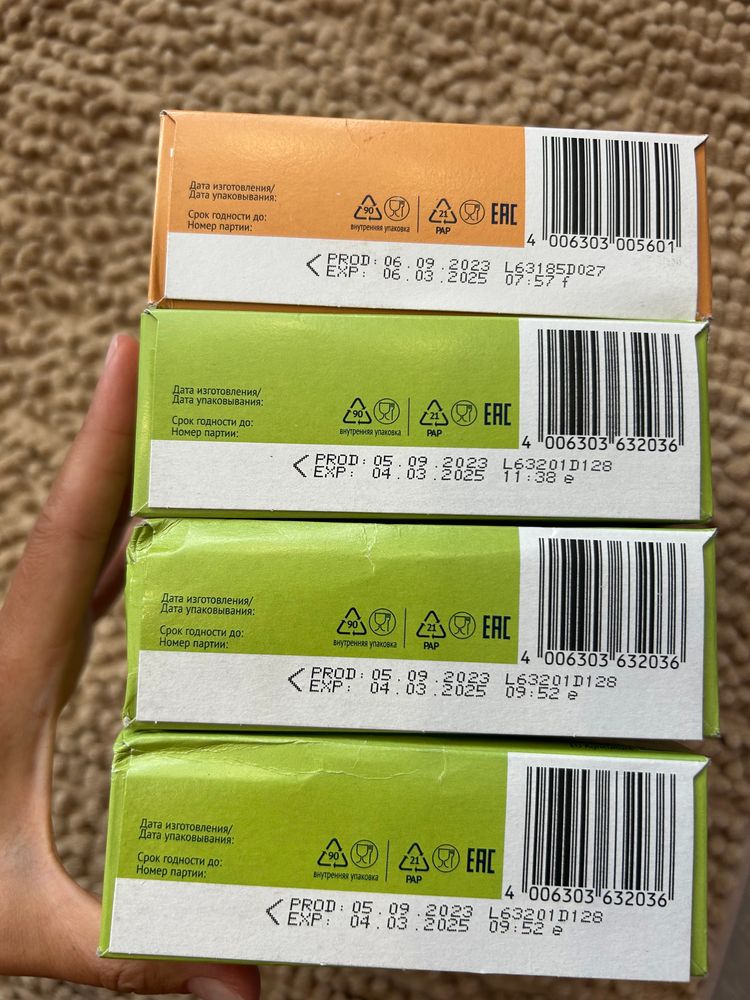 Дата изготовления/
Дата упаковывания:
Срок годности до:
Номер партии:
90
внутренняя упаковка
21
PAP
EAC
4 006303 005601
< PROD: 06.09.2023 L63185D027
EXP: 06.03.2025 07:57 f
Дата изготовления/
Дата упаковывания:
Срок годности до:
Номер партии:
90
внутренняя упаковка
21
PAP
EAC
4 006303 632036
< PROD: 05.09.2023 L63201D128
EXP: 04.03.2025 11:38 e
Дата изготовления/
Дата упаковывания:
Срок годности до:
Номер партии:
90
внутренняя упаковка
21
PAP
EAC
4 006303 632036
< PROD: 05.09.2023 L63201D128
EXP: 04.03.2025 09:52 e
Дата изготовления/
Дата упаковывания:
Срок годности до:
Номер партии:
90
внутренняя упаковка
21
PAP
EAC
4 006303 632036
< PROD: 05.09.2023 L63201D128
EXP: 04.03.2025 09:52 e